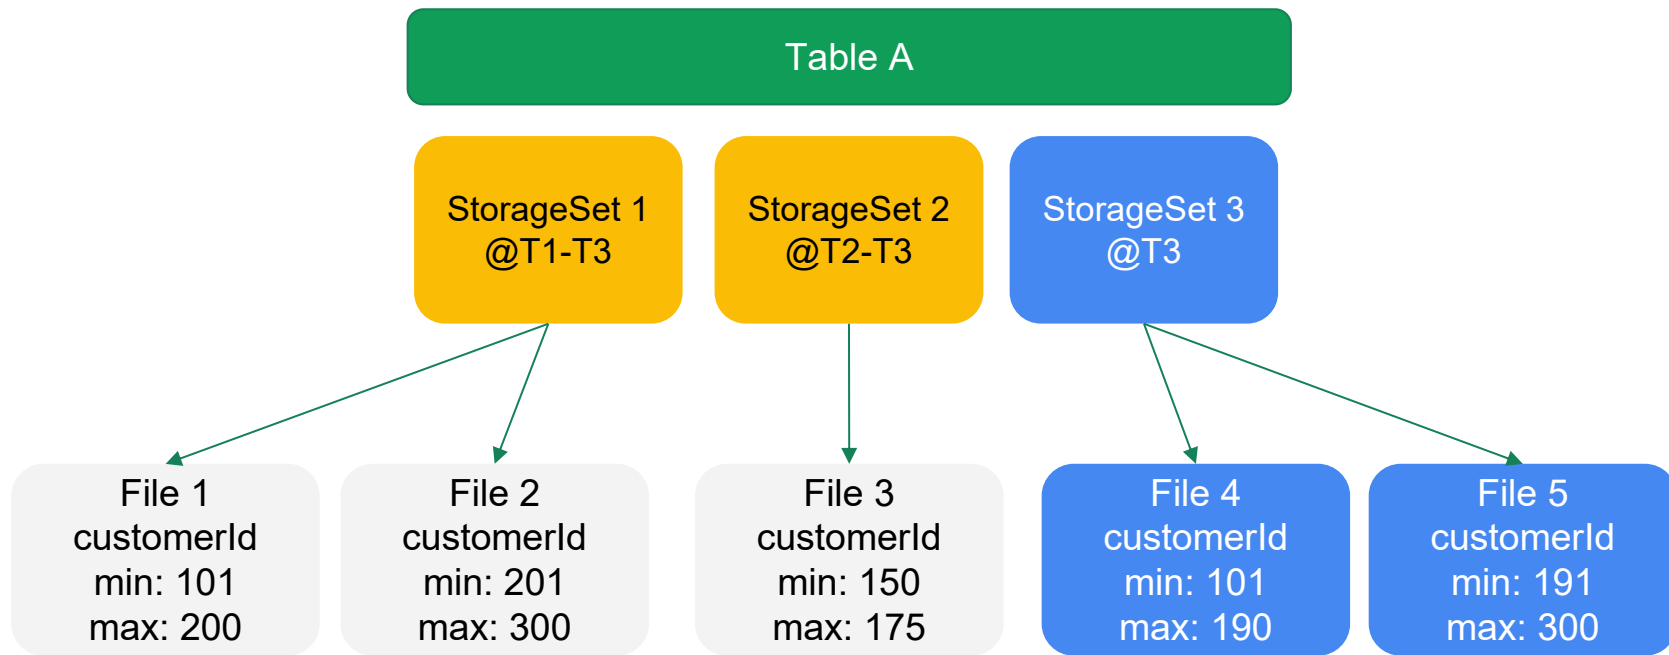 Table A
StorageSet 1
@T1-T3
StorageSet 2
@T2-T3
StorageSet 3
@T3
File 1
customerId
min: 101
max: 200
File 2
customerId
min: 201
max: 300
File 3
customerId
min: 150
max: 175
File 4
customerId
min: 101
max: 190
File 5
customerId
min: 191
max: 300